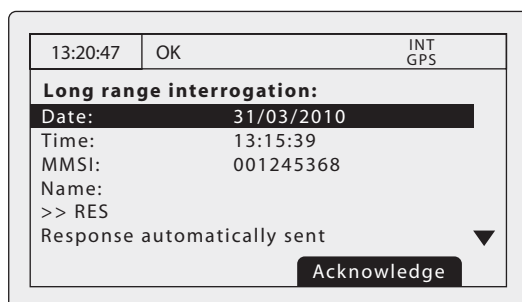 13:20:47 OK INT
GPS
Long range interrogation:
Date: 31/03/2010
Time: 13:15:39
MMSI: 001245368
Name:
>> RES
Response automatically sent
Acknowledge